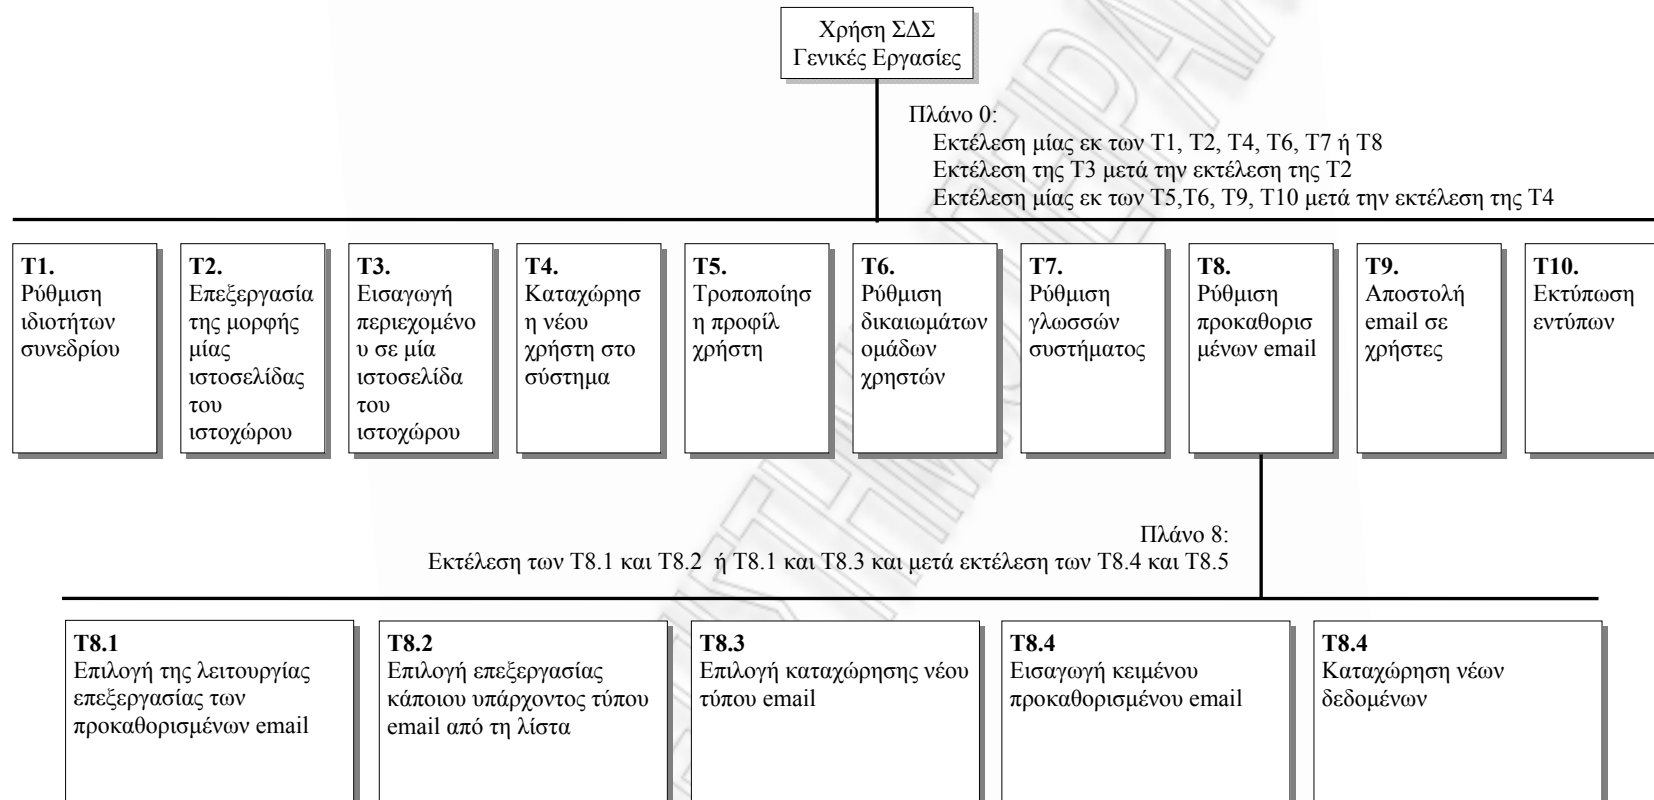 Χρήση ΣΔΣ
Γενικές Εργασίες
Πλάνο 0:
Εκτέλεση μίας εκ των Τ1, Τ2, Τ4, Τ6, Τ7 ή Τ8
Εκτέλεση της Τ3 μετά την εκτέλεση της Τ2
Εκτέλεση μίας εκ των Τ5,Τ6, Τ9, Τ10 μετά την εκτέλεση της Τ4
Τ1.
Ρύθμιση
ιδιοτήτων
συνεδρίου
Τ2.
Επεξεργασία
της μορφής
μίας
ιστοσελίδας
του
ιστοχώρου
Τ3.
Εισαγωγή
περιεχομένο
υ σε μία
ιστοσελίδα
του
ιστοχώρου
Τ4.
Καταχώρησ
η νέου
χρήστη στο
σύστημα
Τ5.
Τροποποίησ
η προφίλ
χρήστη
Τ6.
Ρύθμιση
δικαιωμάτων
ομάδων
χρηστών
Τ7.
Ρύθμιση
γλωσσών
συστήματος
Τ8.
Ρύθμιση
προκαθορισ
μένων email
Τ9.
Αποστολή
email σε
χρήστες
Τ10.
Εκτύπωση
εντύπων
Πλάνο 8:
Εκτέλεση των Τ8.1 και Τ8.2 ή Τ8.1 και Τ8.3 και μετά εκτέλεση των Τ8.4 και Τ8.5
Τ8.1
Επιλογή της λειτουργίας
επεξεργασίας των
προκαθορισμένων email
Τ8.2
Επιλογή επεξεργασίας
κάποιου υπάρχοντος τύπου
email από τη λίστα
Τ8.3
Επιλογή καταχώρησης νέου
τύπου email
Τ8.4
Εισαγωγή κειμένου
προκαθορισμένου email
Τ8.4
Καταχώρηση νέων
δεδομένων